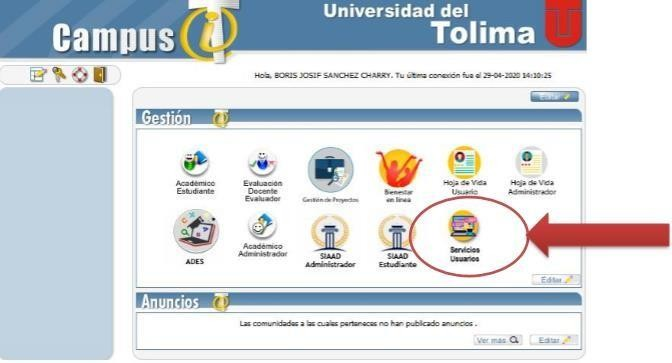 Campus iT
Universidad del
Tolima
Hola, BORIS JOSIF SANCHEZ CHARRY. Tu última conexión fue el 29-04-2020 14:10:25
Editar
Gestión
Académico
Estudiante
Evaluación
Docente
Evaluador
Gestión de Proyectos
Bienestar
en línea
Hoja de Vida
Usuario
Hoja de Vida
Administrador
ADES
Académico
Administrador
SIAAD
Administrador
SIAAD
Estudiante
Servicios
Usuarios
Editar
Anuncios
Las comunidades a las cuales perteneces no han publicado anuncios .
Ver más
Editar